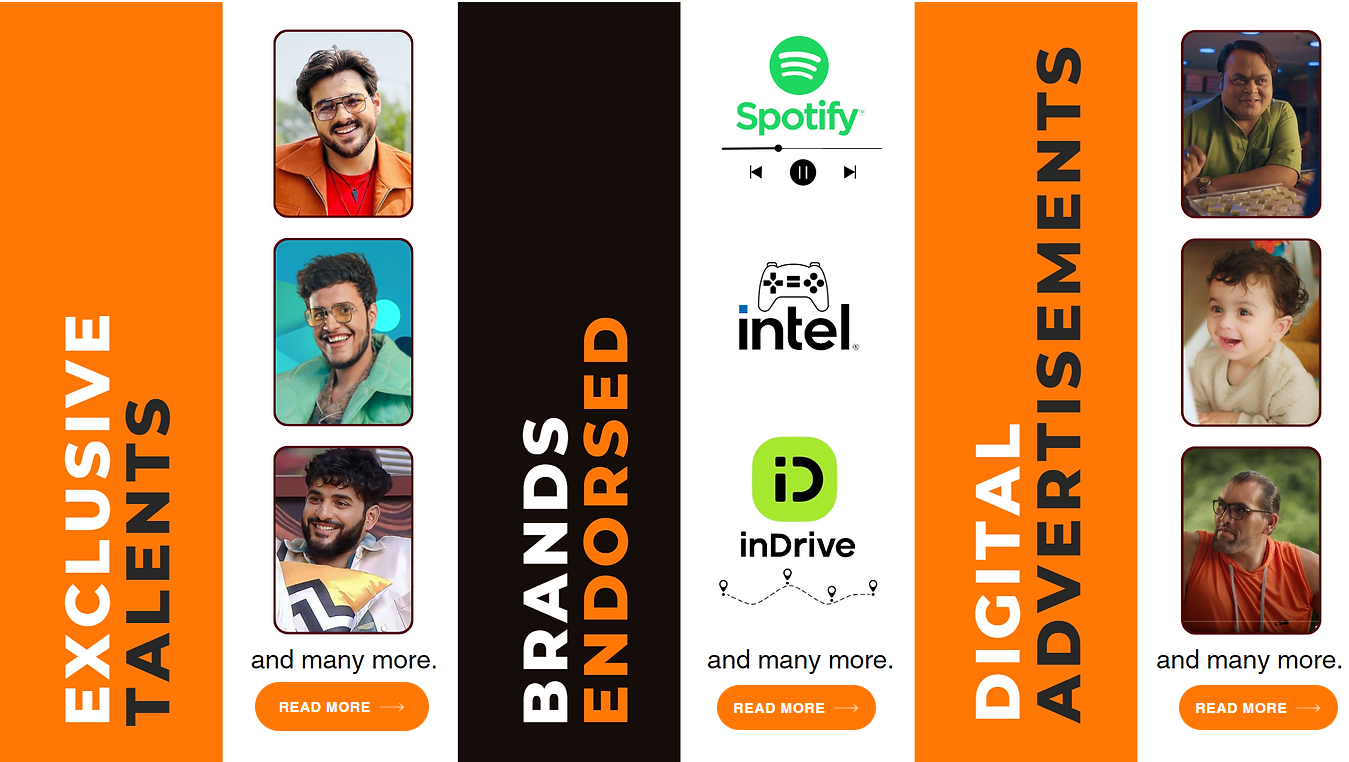 EXCLUSIVE
TALENTS
and many more.
READ MORE
BRANDS
ENDORSED
Spotify®
intel®
iD
inDrive
and many more.
READ MORE
DIGITAL
ADVERTISEMENTS
and many more.
READ MORE